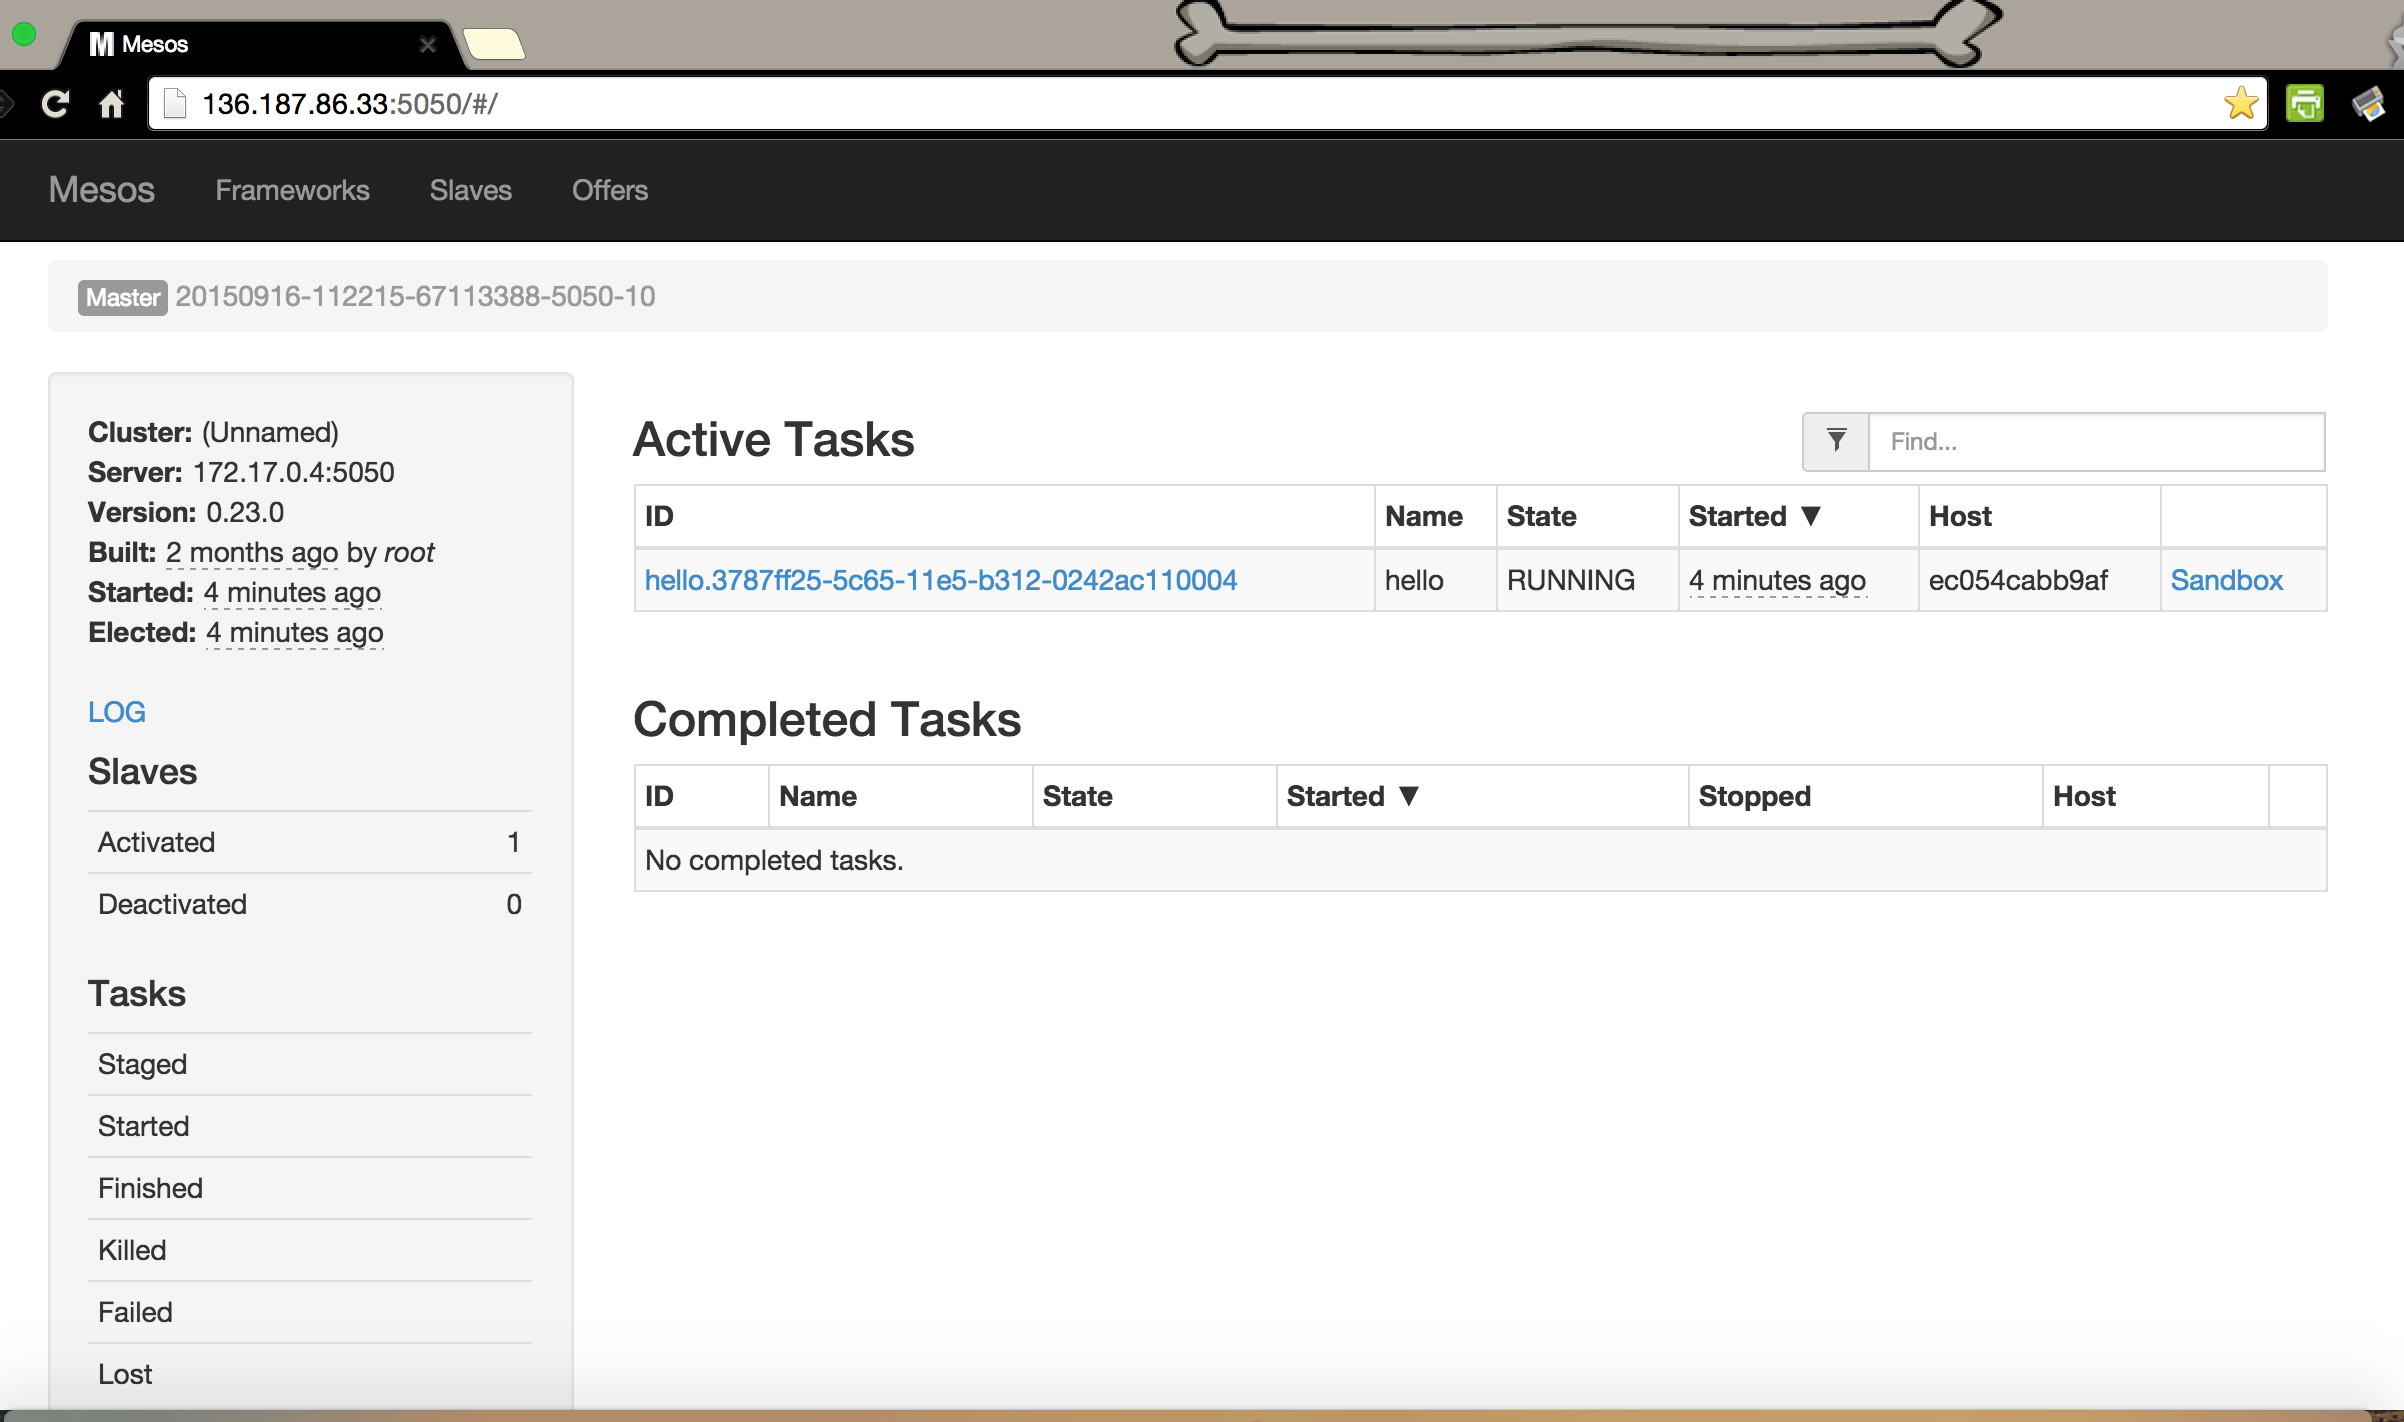 Mesos
136.187.86.33:5050/#/
Mesos Frameworks Slaves Offers
Master 20150916-112215-67113388-5050-10
Cluster: (Unnamed)
Server: 172.17.0.4:5050
Version: 0.23.0
Built: 2 months ago by root
Started: 4 minutes ago
Elected: 4 minutes ago
LOG
Slaves
Activated 1
Deactivated 0
Tasks
Staged
Started
Finished
Killed
Failed
Lost
Active Tasks
Find...
ID Name State Started ▼ Host
hello.3787ff25-5c65-11e5-b312-0242ac110004 hello RUNNING 4 minutes ago ec054cabb9af Sandbox
Completed Tasks
ID Name State Started ▼ Stopped Host
No completed tasks.